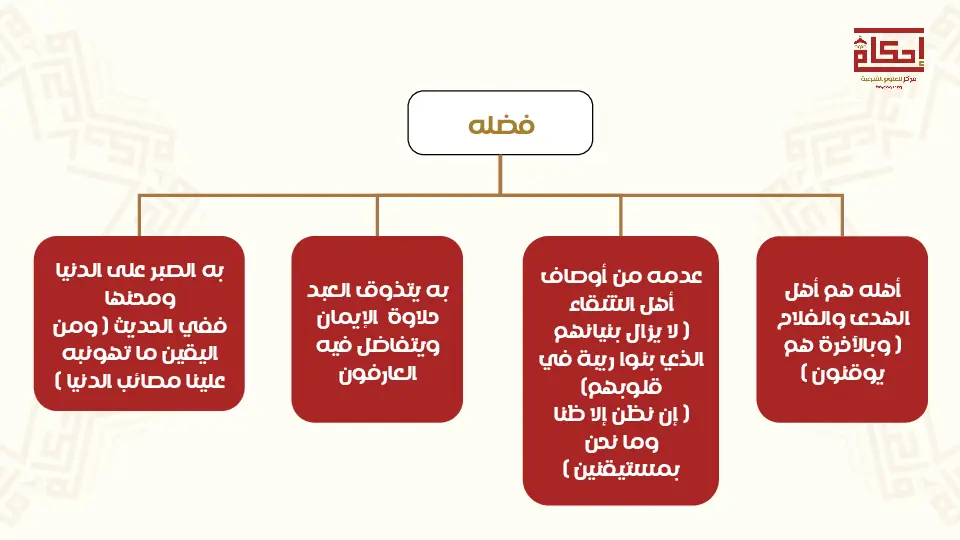 إحكام
مركز للعلوم الشرعية
فضله
أهله هم أهل
الهدى والفلاح
( وبالآخرة هم
يوقنون )
عدمه من أوصاف
أهل الشقاء
( لا يزال بنيانهم
الذي بنوا ريبة في
قلوبهم)
( إن نظن إلا ظنا
وما نحن
بمستيقنين )
به يتذوق العبد
حلاوة الإيمان
ويتفاضل فيه
العارفون
به الصبر على الدنيا
ومحنها
ففي الحديث ( ومن
اليقين ما تهونبه
علينا مصائب الدنيا )